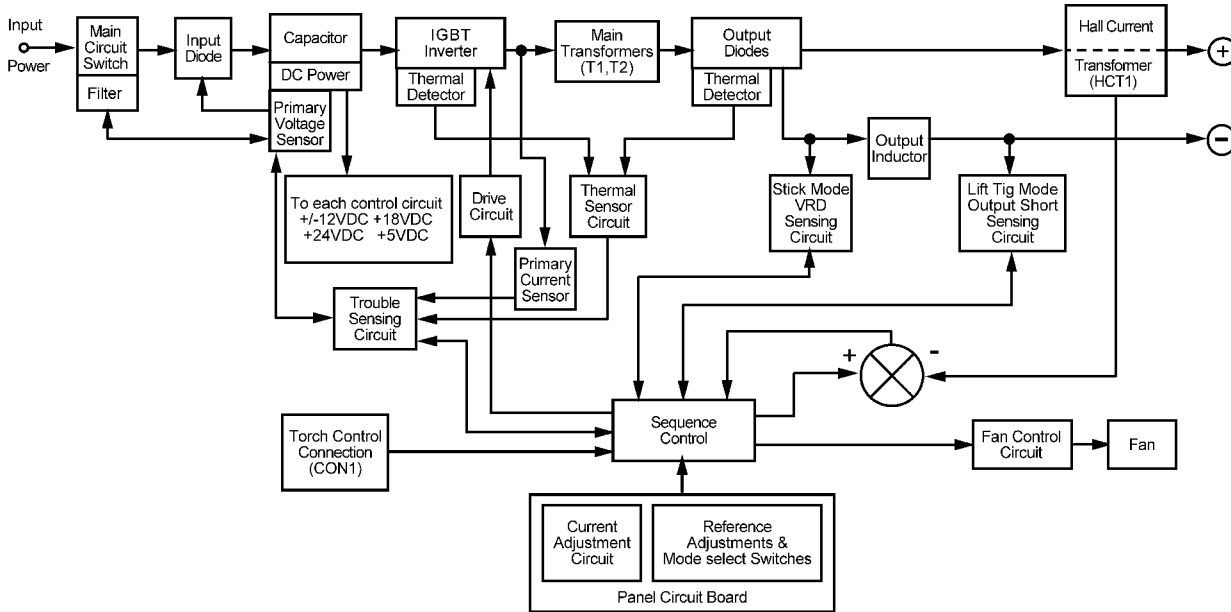 Input
Power
Main
Circuit
Switch
Filter
Input
Diode
Capacitor
DC Power
Primary
Voltage
Sensor
IGBT
Inverter
Thermal
Detector
Main
Transformers
(T1,T2)
Output
Diodes
Thermal
Detector
Hall Current
Transformer
(HCT1)
+
-
Output
Inductor
To each control circuit
+/-12VDC +18VDC
+24VDC +5VDC
Drive
Circuit
Thermal
Sensor
Circuit
Stick Mode
VRD
Sensing
Circuit
Lift Tig Mode
Output Short
Sensing
Circuit
Primary
Current
Sensor
Trouble
Sensing
Circuit
+
-
Torch Control
Connection
(CON1)
Sequence
Control
Fan Control
Circuit
Fan
Current
Adjustment
Circuit
Reference
Adjustments &
Mode select Switches
Panel Circuit Board